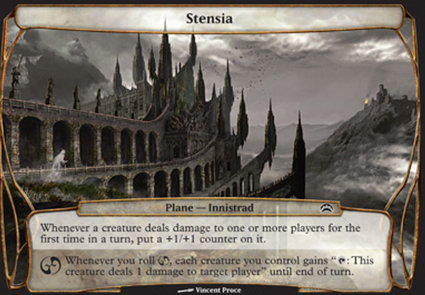 Stensia
Plane — Innistrad
Whenever a creature deals damage to one or more players for the
first time in a turn, put a +1/+1 counter on it.
Whenever you roll , each creature you control gains “ : This
creature deals 1 damage to target player” until end of turn.
Vincent Proce